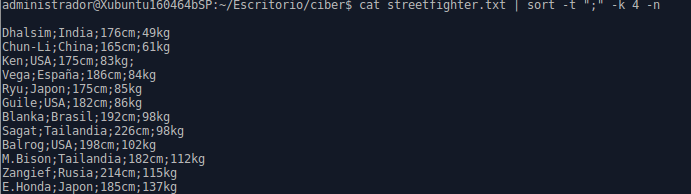 administrador@Xubuntu160464bSP:~/Escritorio/ciber$ cat streetfighter.txt | sort -t ";" -k 4 -n
Dhalsim;India;176cm;49kg
Chun-Li;China;165cm;61kg
Ken;USA;175cm;83kg;
Vega;España;186cm;84kg
Ryu;Japon;175cm;85kg
Guile;USA;182cm;86kg
Blanka;Brasil;192cm;98kg
Sagat;Tailandia;226cm;98kg
Balrog;USA;198cm;102kg
M.Bison;Tailandia;182cm;112kg
Zangief;Rusia;214cm;115kg
E.Honda;Japon;185cm;137kg